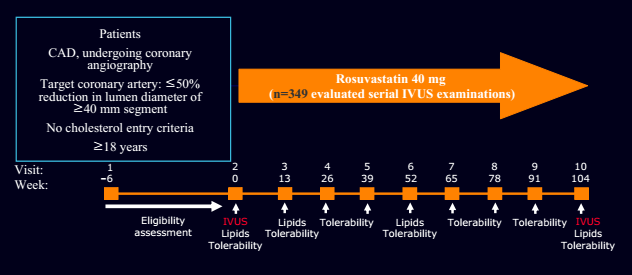 Patients
CAD, undergoing coronary
angiography
Target coronary artery: ≤50%
reduction in lumen diameter of
≥40 mm segment
No cholesterol entry criteria
≥18 years
Rosuvastatin 40 mg
(n=349 evaluated serial IVUS examinations)
Visit: 1 2 3 4 5 6 7 8 9 10
Week: –6 0 13 26 39 52 65 78 91 104
Eligibility
assessment
IVUS
Lipids
Tolerability
Lipids
Tolerability
Tolerability
Lipids
Tolerability
Tolerability
Tolerability
IVUS
Lipids
Tolerability